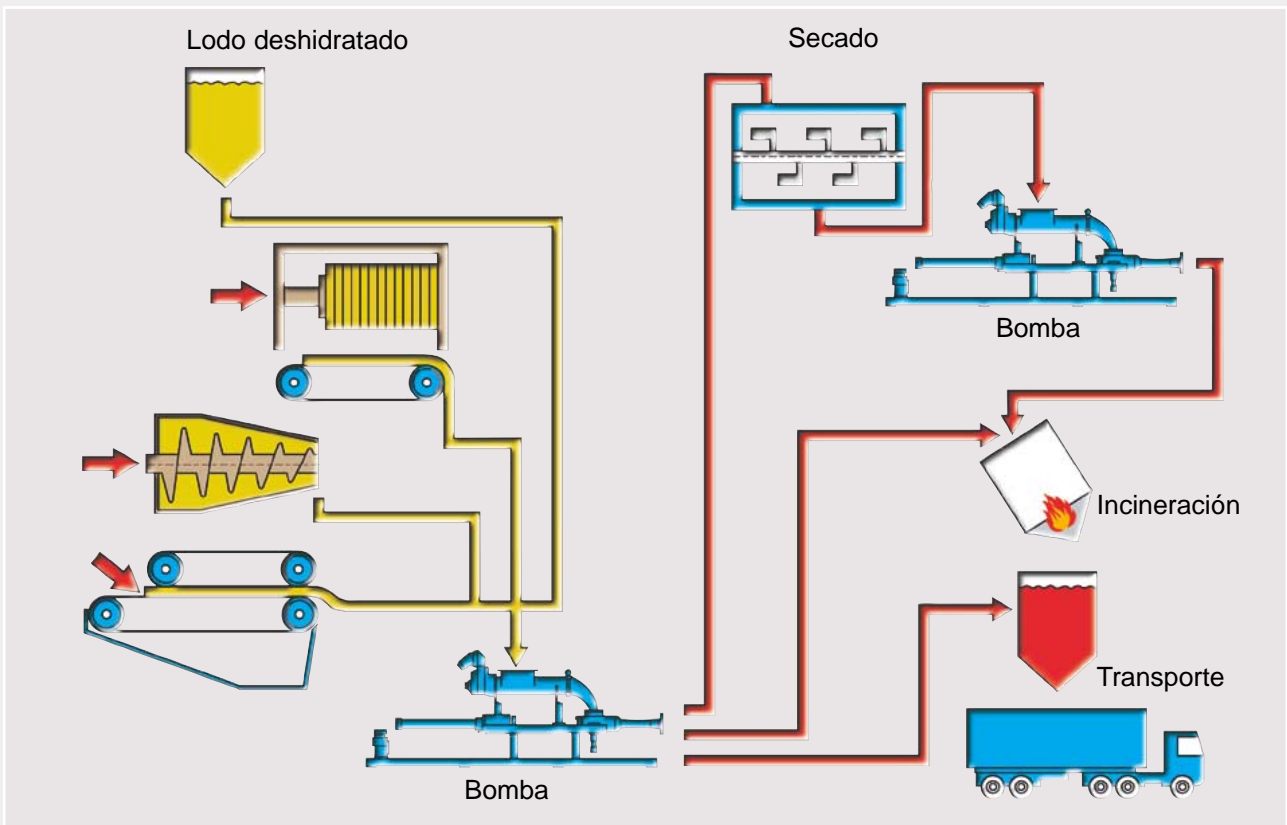 Lodo deshidratado
Secado
Bomba
Incineración
Transporte
Bomba